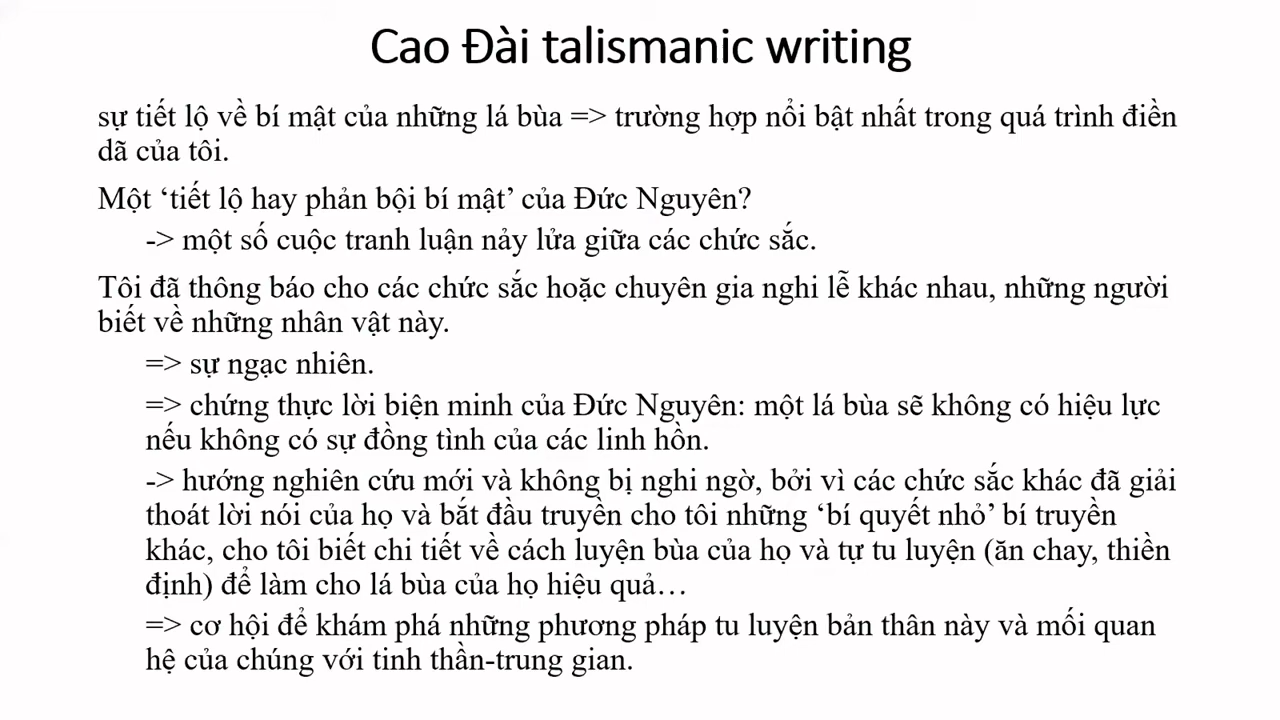 Cao Đài talismanic writing
sự tiết lộ về bí mật của những lá bùa => trường hợp nổi bật nhất trong quá trình điền
dã của tôi.
Một ‘tiết lộ hay phản bội bí mật’ của Đức Nguyên?
-> một số cuộc tranh luận nảy lửa giữa các chức sắc.
Tôi đã thông báo cho các chức sắc hoặc chuyên gia nghi lễ khác nhau, những người
biết về những nhân vật này.
=> sự ngạc nhiên.
=> chứng thực lời biện minh của Đức Nguyên: một lá bùa sẽ không có hiệu lực
nếu không có sự đồng tình của các linh hồn.
-> hướng nghiên cứu mới và không bị nghi ngờ, bởi vì các chức sắc khác đã giải
thoát lời nói của họ và bắt đầu truyền cho tôi những ‘bí quyết nhỏ’ bí truyền
khác, cho tôi biết chi tiết về cách luyện bùa của họ và tự tu luyện (ăn chay, thiền
định) để làm cho lá bùa của họ hiệu quả…
=> cơ hội để khám phá những phương pháp tu luyện bản thân này và mối quan
hệ của chúng với tinh thần-trung gian.